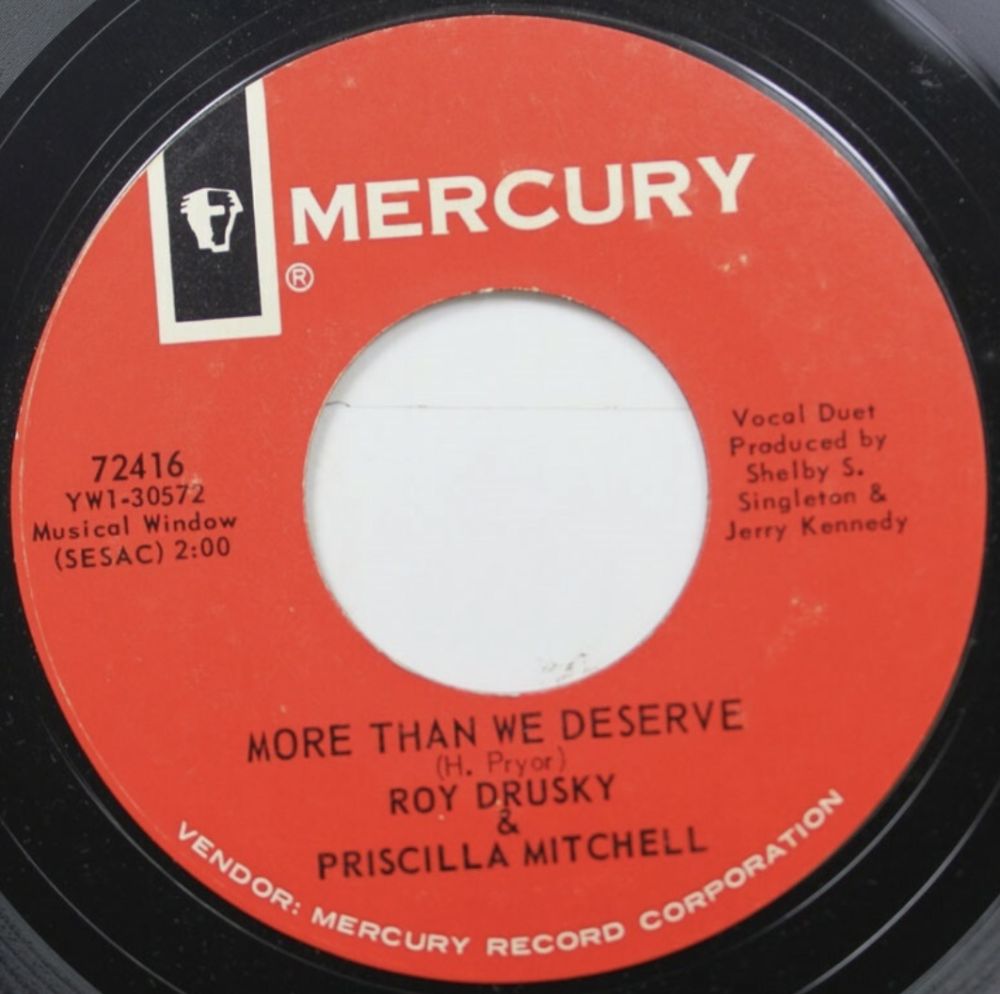 MERCURY
®
72416
YW1-30572
Musical Window
(SESAC) 2:00
Vocal Duet
Produced by
Shelby S.
Singleton &
Jerry Kennedy
MORE THAN WE DESERVE
(H. Pryor)
ROY DRUSKY
&
PRISCILLA MITCHELL
VENDOR: MERCURY RECORD CORPORATION